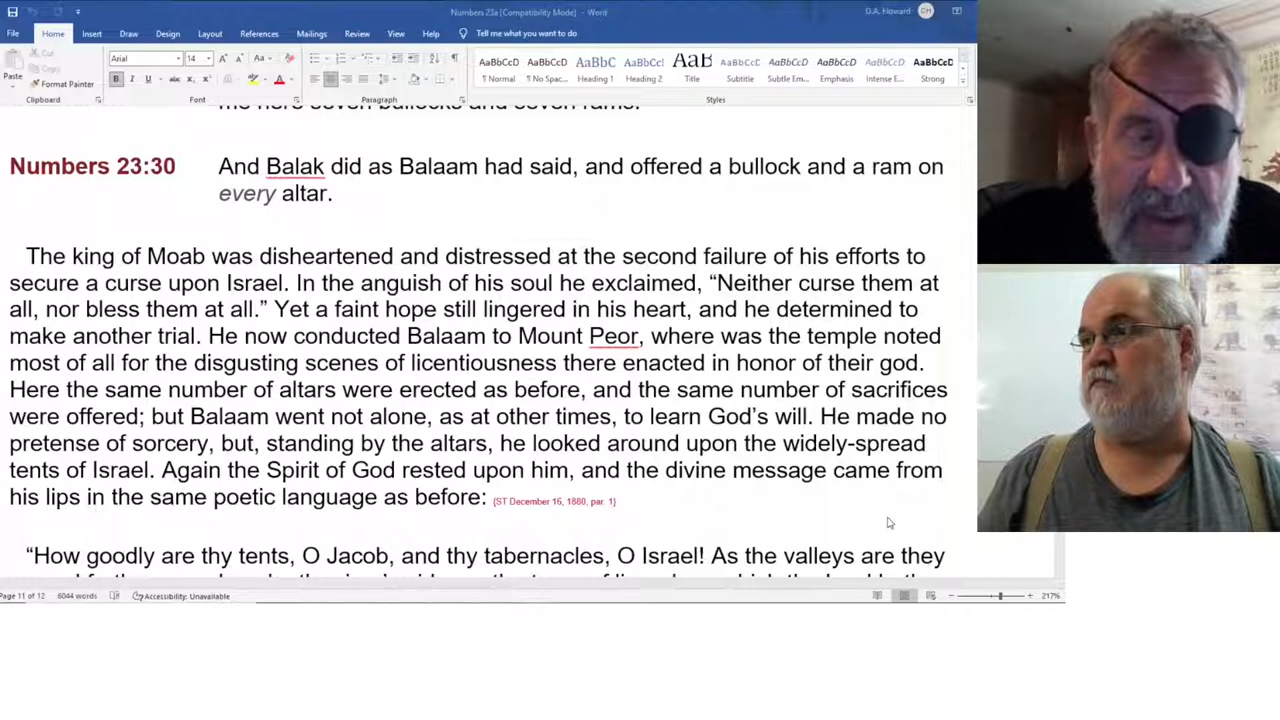 Numbers 23a [Compatibility Mode] - Word
D.A. Howard
DH
File Home Insert Draw Design Layout References Mailings Review View Help Tell me what you want to do
Cut
Copy
Format Painter
Paste
Arial 14
B I U
AaBbCcD AaBbCcD AaBbC AaBbCcl AaB AaBbCcD AaBbCcD AaBbCcD AaBbCcD AaBbCcD
¶ Normal ¶ No Spac... Heading 1 Heading 2 Title Subtitle Subtle Em... Emphasis Intense E... Strong
Clipboard Font Paragraph Styles
me here seven bullocks and seven rams.
Numbers 23:30 And Balak did as Balaam had said, and offered a bullock and a ram on
every altar.
The king of Moab was disheartened and distressed at the second failure of his efforts to
secure a curse upon Israel. In the anguish of his soul he exclaimed, “Neither curse them at
all, nor bless them at all.” Yet a faint hope still lingered in his heart, and he determined to
make another trial. He now conducted Balaam to Mount Peor, where was the temple noted
most of all for the disgusting scenes of licentiousness there enacted in honor of their god.
Here the same number of altars were erected as before, and the same number of sacrifices
were offered; but Balaam went not alone, as at other times, to learn God’s will. He made no
pretense of sorcery, but, standing by the altars, he looked around upon the widely-spread
tents of Israel. Again the Spirit of God rested upon him, and the divine message came from
his lips in the same poetic language as before: {ST December 16, 1880, par. 1}
“How goodly are thy tents, O Jacob, and thy tabernacles, O Israel! As the valleys are they
Page 11 of 12 6044 words Accessibility: Unavailable 217%